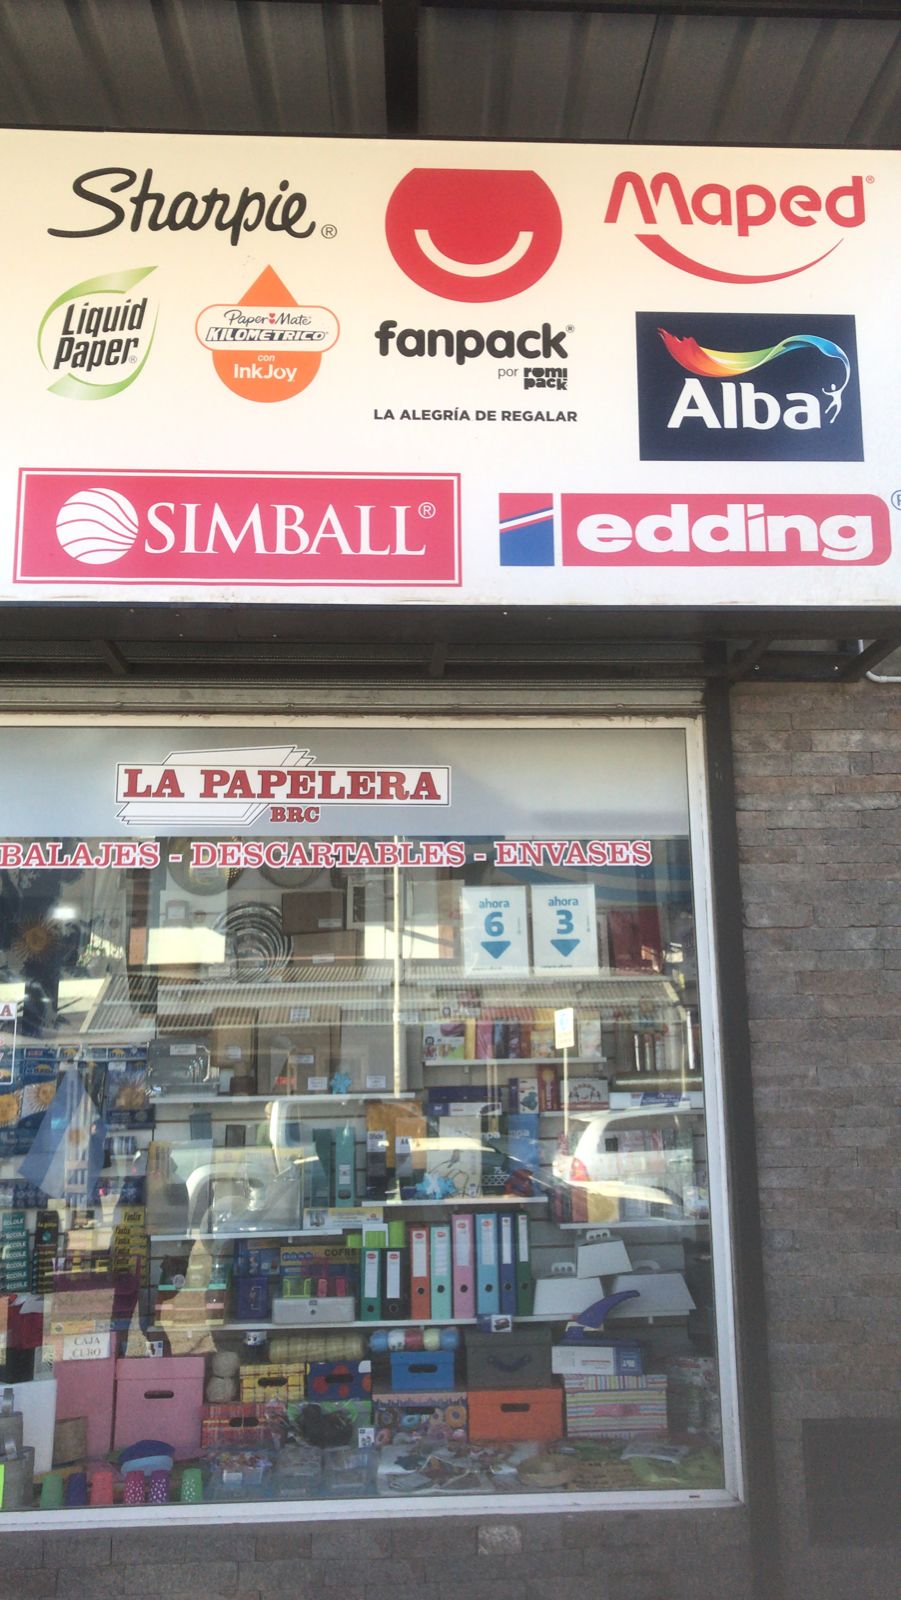 Sharpie®
Maped®
Liquid
Paper®
Paper Mate
KILOMETRICO®
con
InkJoy
fanpack®
por romi
pack
LA ALEGRÍA DE REGALAR
Alba
SIMBALL®
edding®
LA PAPELERA
BRC
BALAJES - DESCARTABLES - ENVASES
ahora
6
ahora
3
CAJA
CUBO